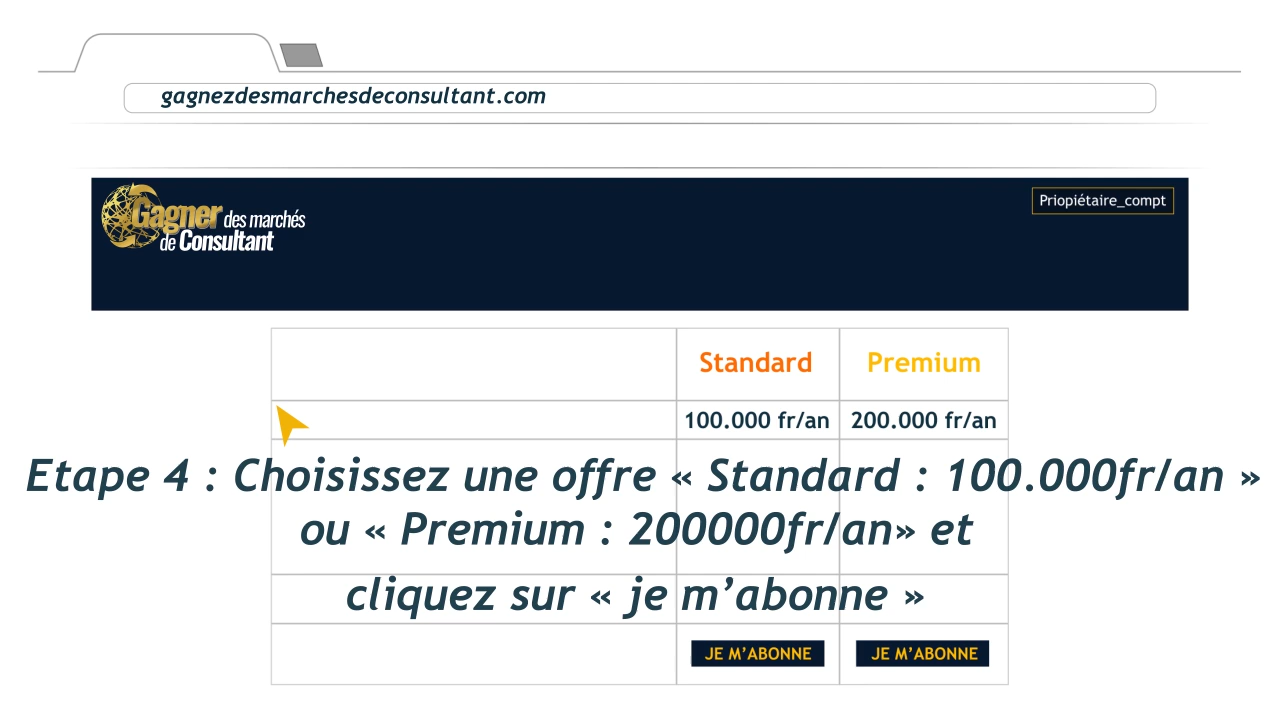 gagnezdesmarchesdeconsultant.com
Gagner des marchés
de Consultant
Priopiétaire_compt
Standard Premium
100.000 fr/an 200.000 fr/an
Etape 4 : Choisissez une offre « Standard : 100.000fr/an »
ou « Premium : 200000fr/an» et
cliquez sur « je m’abonne »
JE M’ABONNE JE M’ABONNE